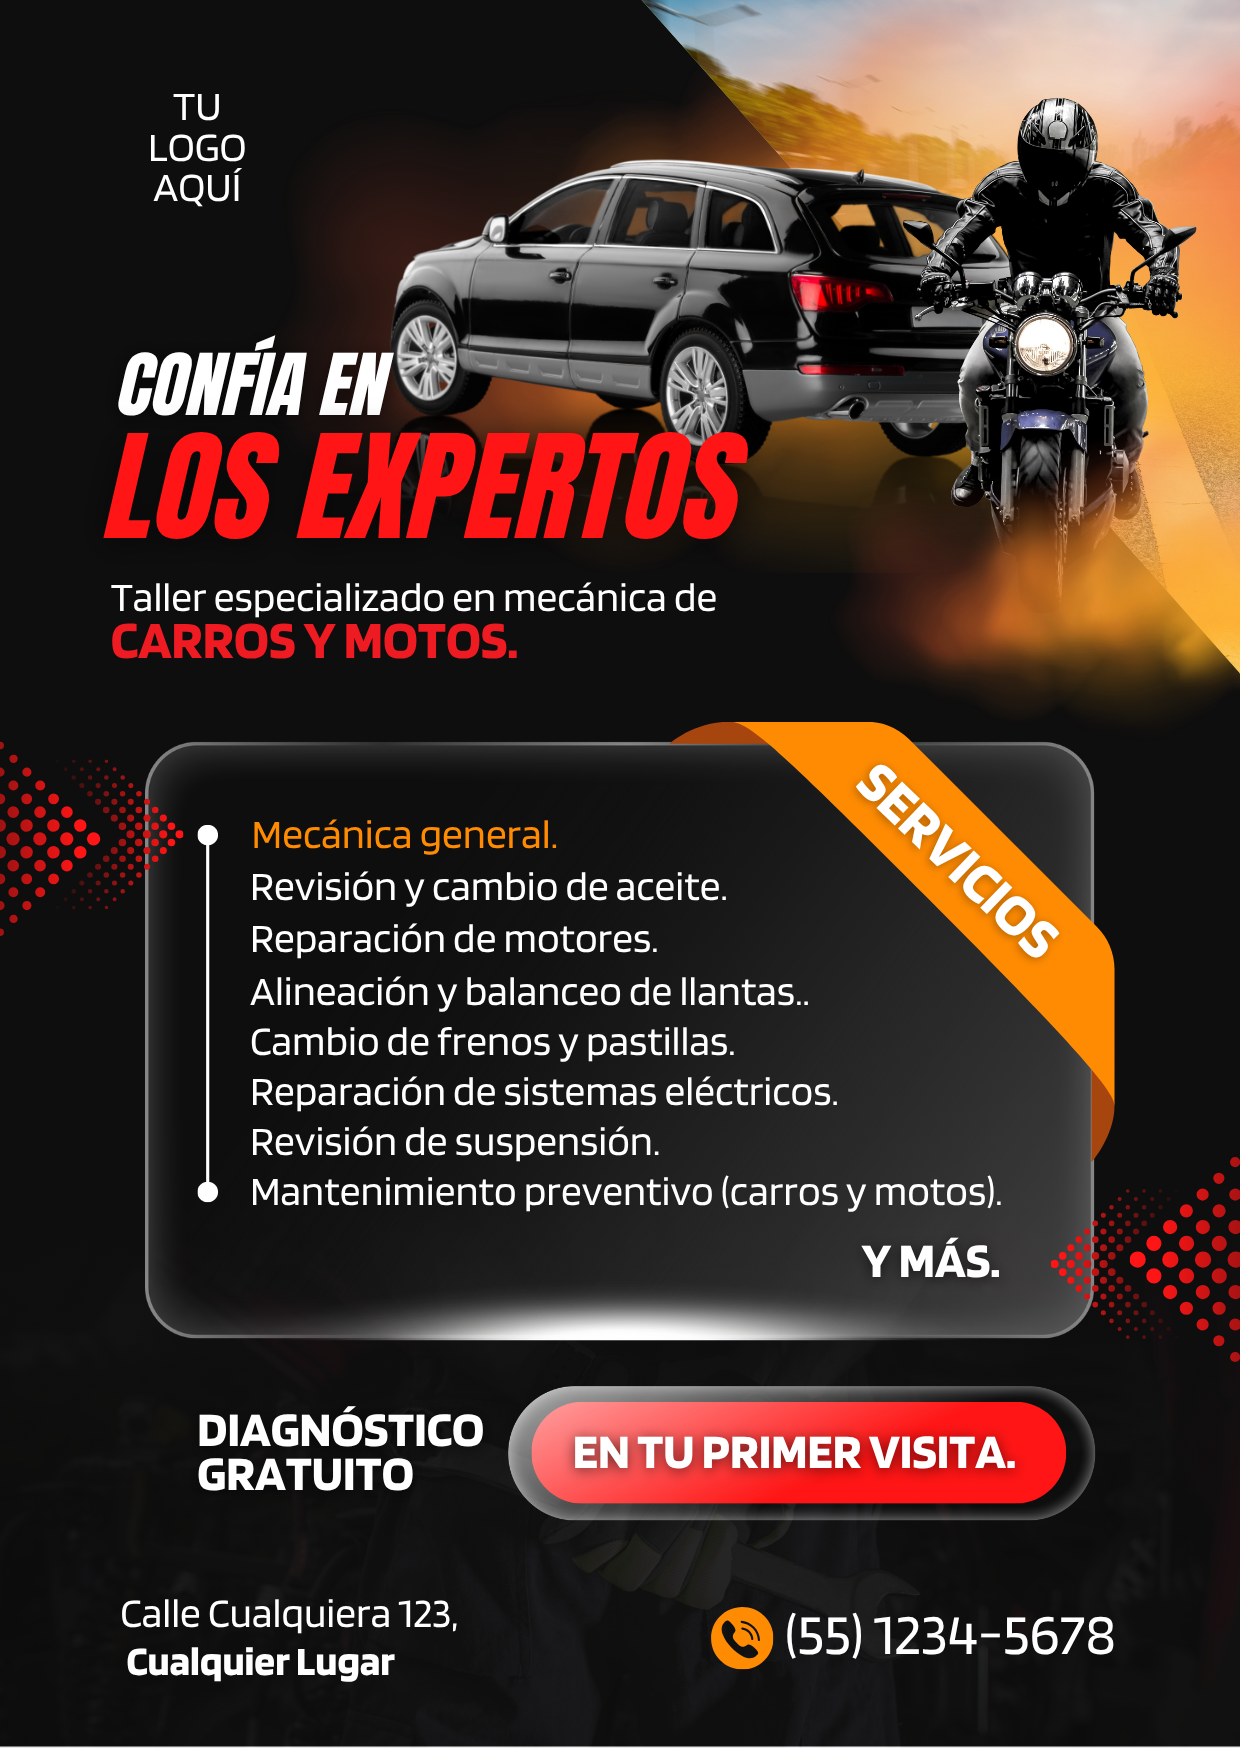 TU
LOGO
AQUÍ
CONFÍA EN
LOS EXPERTOS
Taller especializado en mecánica de
CARROS Y MOTOS.
SERVICIOS
Mecánica general.
Revisión y cambio de aceite.
Reparación de motores.
Alineación y balanceo de llantas..
Cambio de frenos y pastillas.
Reparación de sistemas eléctricos.
Revisión de suspensión.
Mantenimiento preventivo (carros y motos).
Y MÁS.
DIAGNÓSTICO
GRATUITO
EN TU PRIMER VISITA.
Calle Cualquiera 123,
Cualquier Lugar
(55) 1234-5678